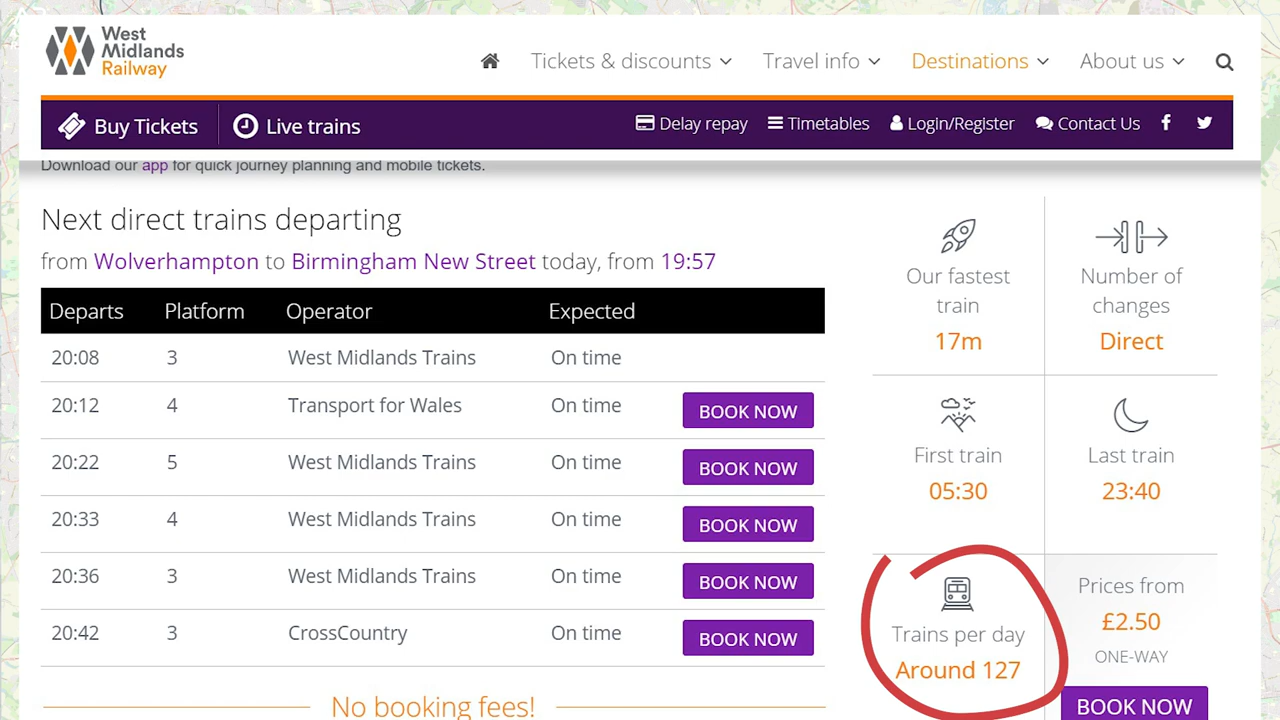 West
Midlands
Railway
Tickets & discounts
Travel info
Destinations
About us
Buy Tickets
Live trains
Delay repay
Timetables
Login/Register
Contact Us
Download our app for quick journey planning and mobile tickets.
Next direct trains departing
from Wolverhampton to Birmingham New Street today, from 19:57
Departs Platform Operator Expected
20:08 3 West Midlands Trains On time
20:12 4 Transport for Wales On time BOOK NOW
20:22 5 West Midlands Trains On time BOOK NOW
20:33 4 West Midlands Trains On time BOOK NOW
20:36 3 West Midlands Trains On time BOOK NOW
20:42 3 CrossCountry On time BOOK NOW
No booking fees!
Our fastest
train
17m
Number of
changes
Direct
First train
05:30
Last train
23:40
Trains per day
Around 127
Prices from
£2.50
ONE-WAY
BOOK NOW